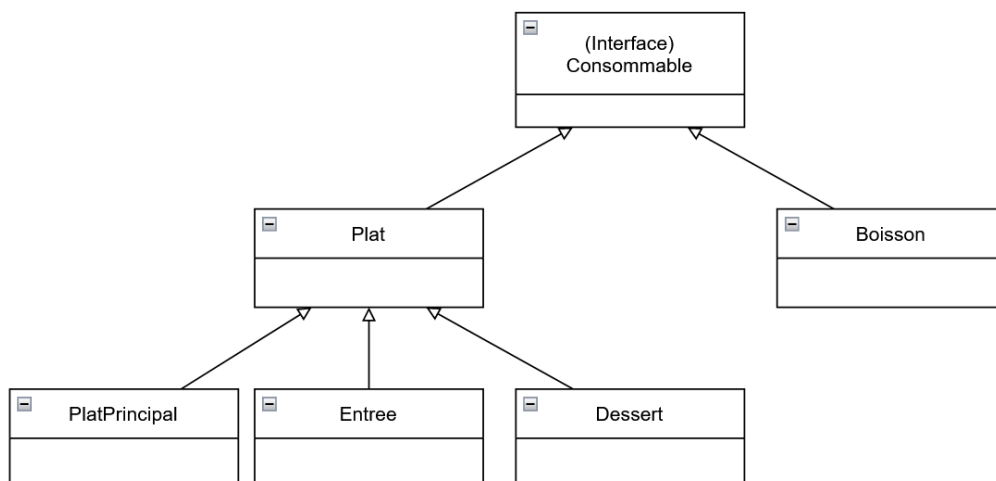 (Interface)
Consommable
Plat
Boisson
PlatPrincipal
Entree
Dessert